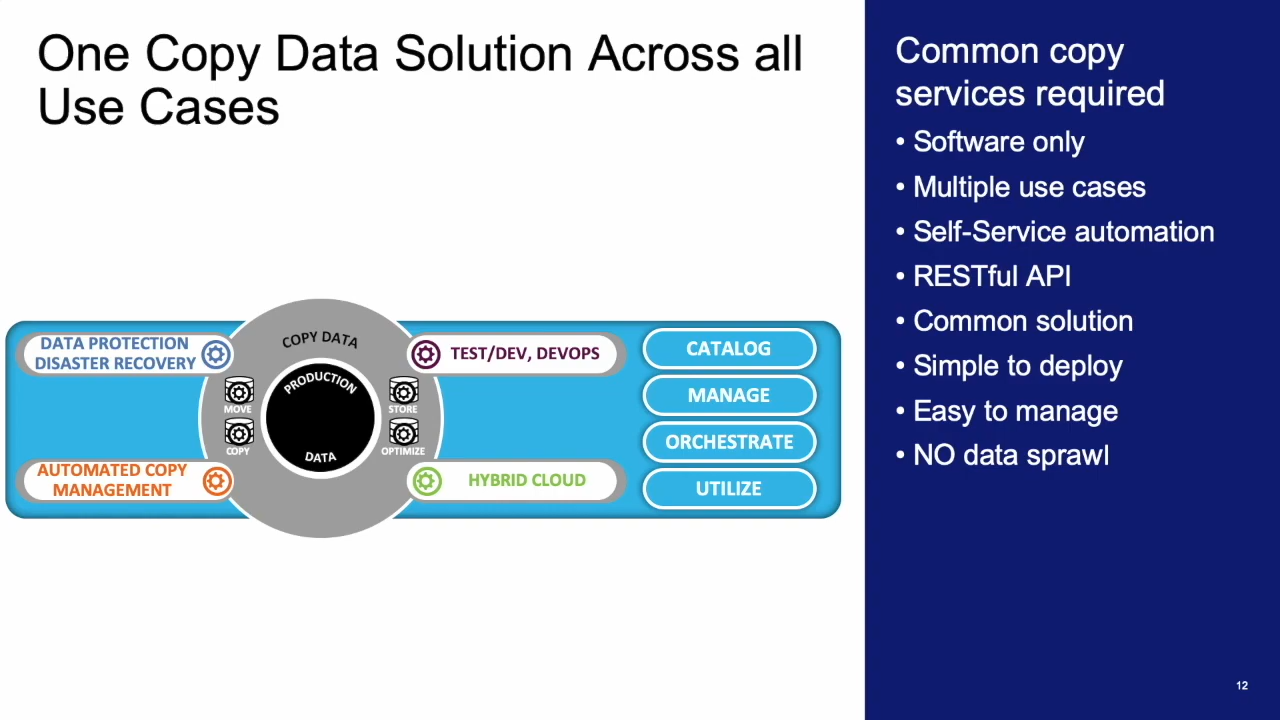 One Copy Data Solution Across all
Use Cases
DATA PROTECTION
DISASTER RECOVERY
AUTOMATED COPY
MANAGEMENT
COPY DATA
PRODUCTION
DATA
MOVE
COPY
STORE
OPTIMIZE
TEST/DEV, DEVOPS
HYBRID CLOUD
CATALOG
MANAGE
ORCHESTRATE
UTILIZE
Common copy
services required
• Software only
• Multiple use cases
• Self-Service automation
• RESTful API
• Common solution
• Simple to deploy
• Easy to manage
• NO data sprawl
12